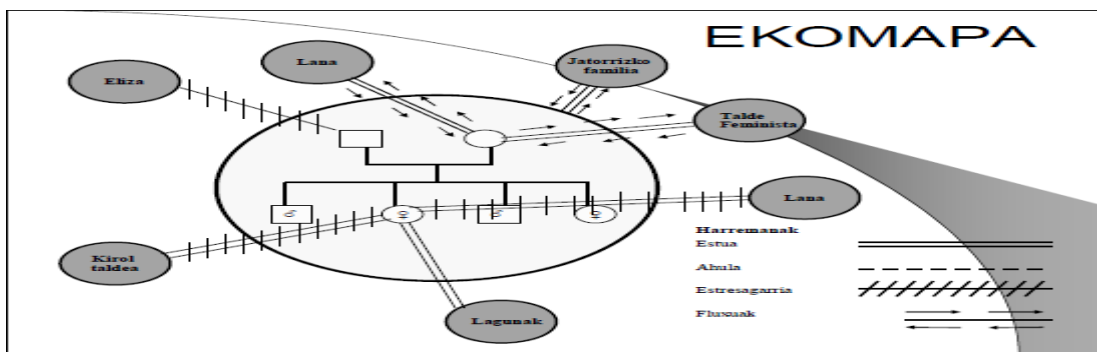 EKOMAPA
Lana
Jatorrizko
familia
Eliza
Talde
Feminista
♂
♀
♂
♀
Lana
Kirol
taldea
Lagunak
Harremanak
Estua
Ahula
Estresagarria
Fluxuak